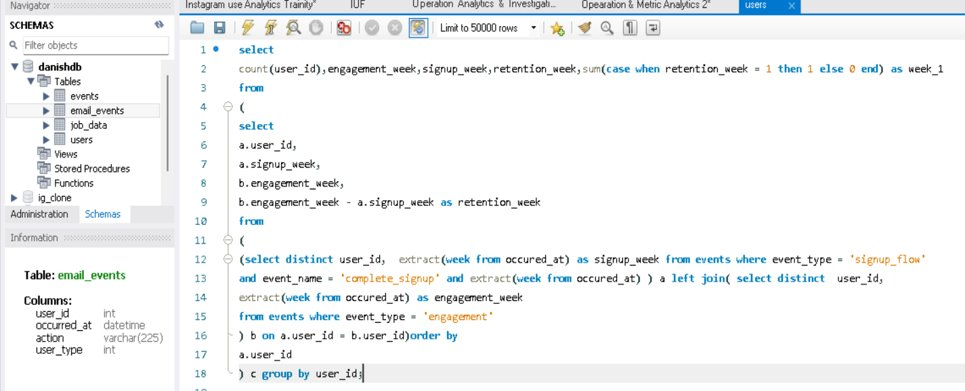 Navigator
Instagram use Analytics Trainity*
IUF
Operation Analytics & Investigati..
Opeaeration & Metric Analytics 2*
users
SCHEMAS
Filter objects
danishdb
Tables
events
email_events
job_data
users
Views
Stored Procedures
Functions
ig_clone
Administration Schemas
Information
Table: email_events
Columns:
user_id int
occurred_at datetime
action varchar(225)
user_type int
Limit to 50000 rows
1 select
2 count(user_id),engagement_week,signup_week,retention_week,sum(case when retention_week = 1 then 1 else 0 end) as week_1
3 from
4 (
5 select
6 a.user_id,
7 a.signup_week,
8 b.engagement_week,
9 b.engagement_week - a.signup_week as retention_week
10 from
11 (
12 (select distinct user_id, extract(week from occured_at) as signup_week from events where event_type = 'signup_flow'
13 and event_name = 'complete_signup' and extract(week from occured_at) ) a left join( select distinct user_id,
14 extract(week from occured_at) as engagement_week
15 from events where event_type = 'engagement'
16 ) b on a.user_id = b.user_id)order by
17 a.user_id
18 ) c group by user_id;